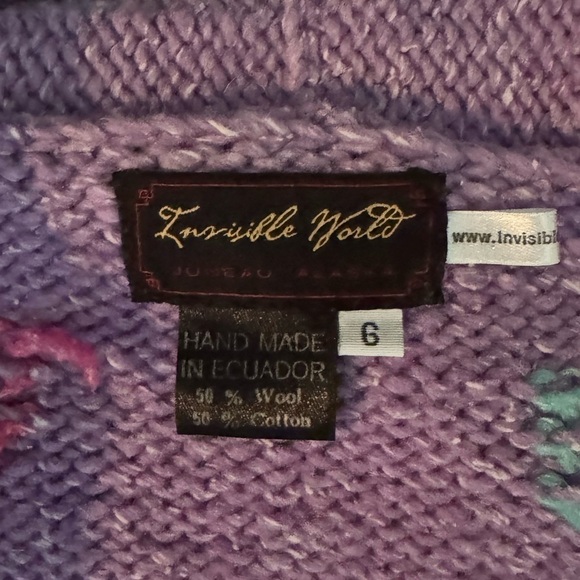 Invisible World
JUNEAU ALASKA
www.Invisibl
HAND MADE
IN ECUADOR
50 % Wool
50 % Cotton
6